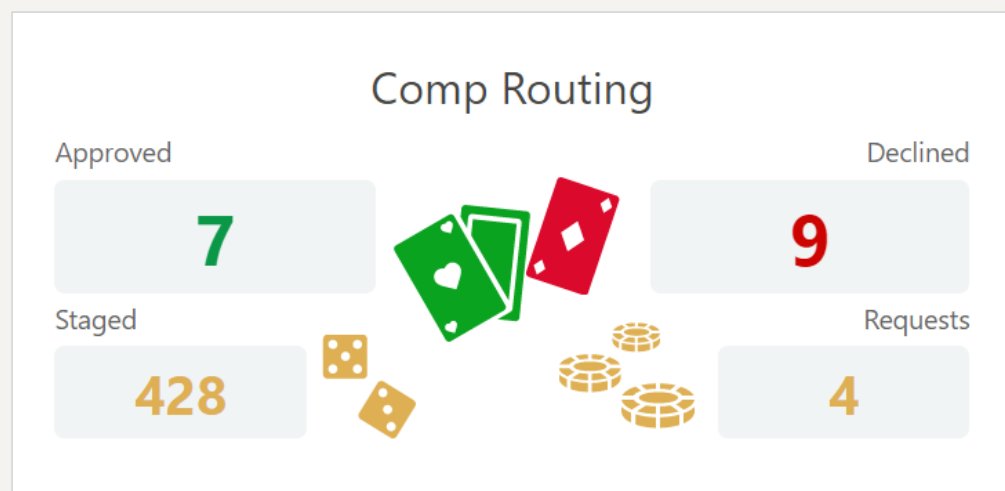 Comp Routing
Approved
Declined
7
9
Staged
Requests
428
4